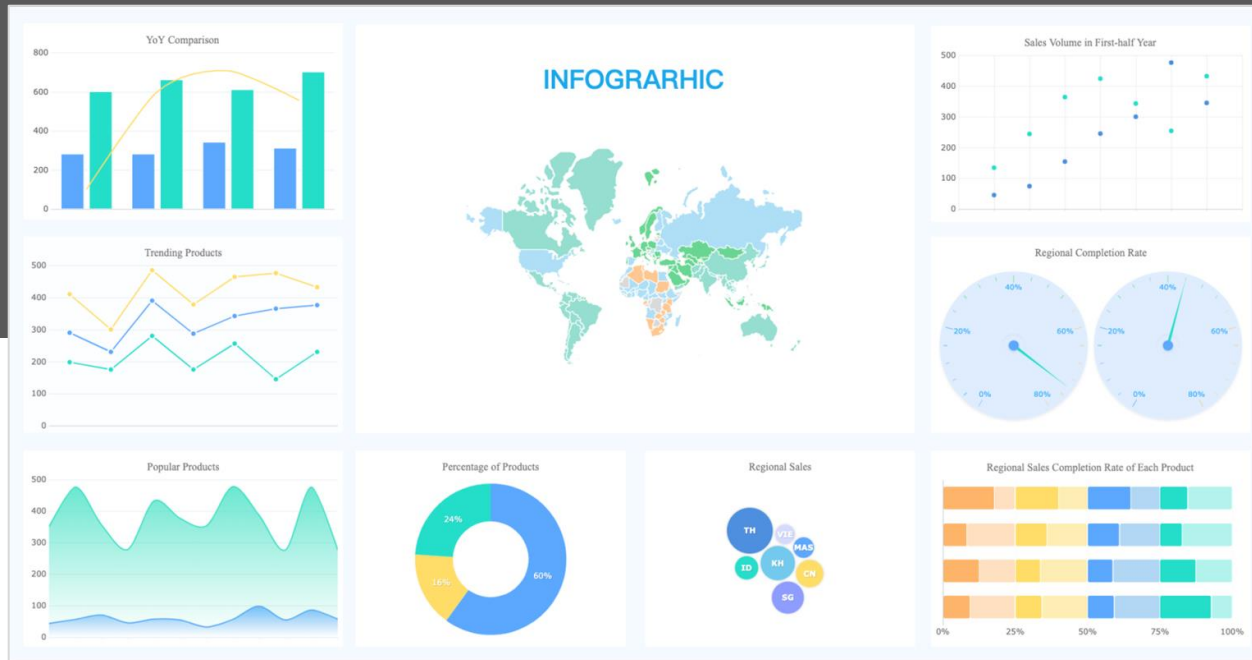 YoY Comparison
800
600
400
200
0
INFOGRARHIC
Sales Volume in First-half Year
500
400
300
200
100
0
Trending Products
500
400
300
200
100
0
Regional Completion Rate
40%
20%
60%
0%
80%
40%
20%
60%
0%
80%
Popular Products
500
400
300
200
100
0
Percentage of Products
24%
16%
60%
Regional Sales
TH
VIE
MAS
ID
KH
CN
SG
Regional Sales Completion Rate of Each Product
0% 25% 50% 75% 100%